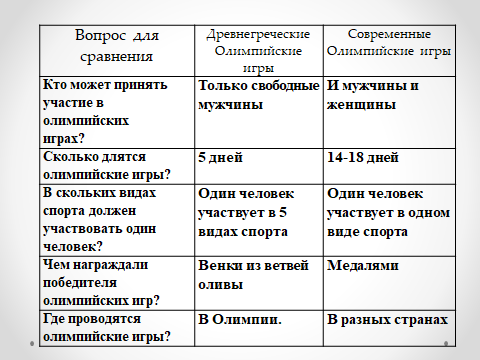 Вопрос для
сравнения
Древнегреческие
Олимпийские
игры
Современные
Олимпийские игры
Кто может принять
участие в
олимпийских
играх?
Только свободные
мужчины
И мужчины и
женщины
Сколько длятся
олимпийские игры?
5 дней
14-18 дней
В скольких видах
спорта должен
участвовать один
человек?
Один человек
участвует в 5
видах спорта
Один человек
участвует в одном
виде спорта
Чем награждали
победителя
олимпийских игр?
Венки из ветвей
оливы
Медалями
Где проводятся
олимпийские игры?
В Олимпии.
В разных странах